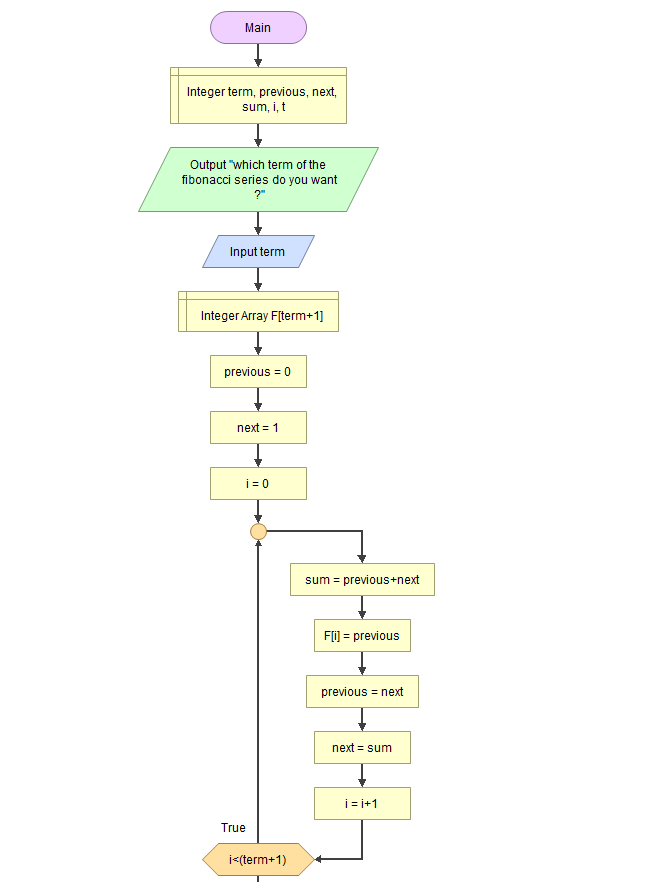 Main
Integer term, previous, next,
sum, i, t
Output "which term of the
fibonacci series do you want
?"
Input term
Integer Array F[term+1]
previous = 0
next = 1
i = 0
sum = previous+next
F[i] = previous
previous = next
next = sum
i = i+1
True
i<(term+1)